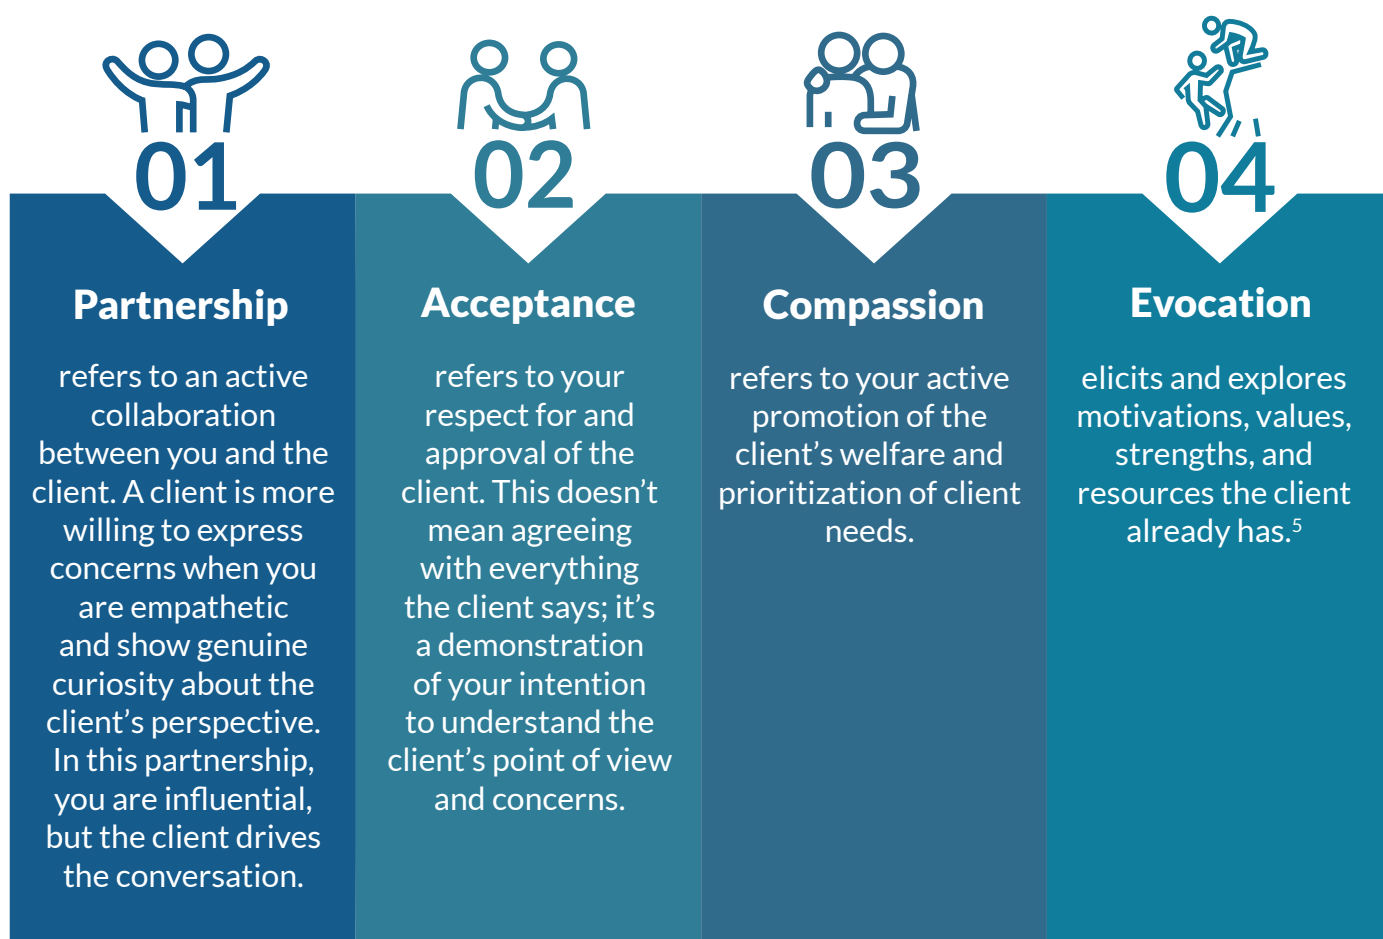 01
Partnership
refers to an active
collaboration
between you and the
client. A client is more
willing to express
concerns when you
are empathetic
and show genuine
curiosity about the
client’s perspective.
In this partnership,
you are influential,
but the client drives
the conversation.
02
Acceptance
refers to your
respect for and
approval of the
client. This doesn’t
mean agreeing
with everything
the client says; it’s
a demonstration
of your intention
to understand the
client’s point of view
and concerns.
03
Compassion
refers to your active
promotion of the
client’s welfare and
prioritization of client
needs.
04
Evocation
elicits and explores
motivations, values,
strengths, and
resources the client
already has.⁵